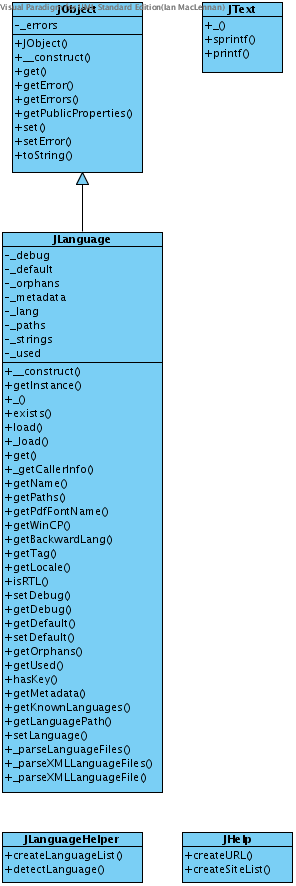 Visual Paradigm for UML Standard Edition(Ian MacLennan)
JObject
-_errors
+JObject()
+__construct()
+get()
+getError()
+getErrors()
+getPublicProperties()
+set()
+setError()
+toString()
JText
+_()
+sprintf()
+printf()
JLanguage
-_debug
-_default
-_orphans
-_metadata
-_lang
-_paths
-_strings
-_used
+__construct()
+getInstance()
+_()
+exists()
+load()
+_load()
+get()
+_getCallerInfo()
+getName()
+getPaths()
+getPdfFontName()
+getWinCP()
+getBackwardLang()
+getTag()
+getLocale()
+isRTL()
+setDebug()
+getDebug()
+getDefault()
+setDefault()
+getOrphans()
+getUsed()
+hasKey()
+getMetadata()
+getKnownLanguages()
+getLanguagePath()
+setLanguage()
+_parseLanguageFiles()
+_parseXMLLanguageFiles()
+_parseXMLLanguageFile()
JLanguageHelper
+createLanguageList()
+detectLanguage()
JHelp
+createURL()
+createSiteList()